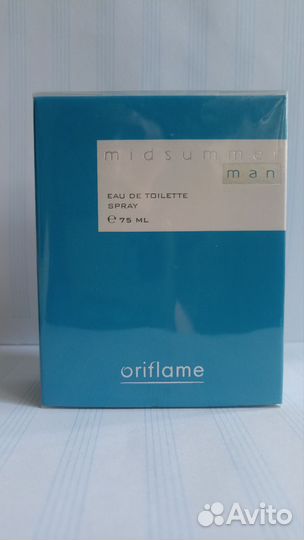 midsummer
man
EAU DE TOILETTE
SPRAY
℮ 75 ML
oriflame
Avito